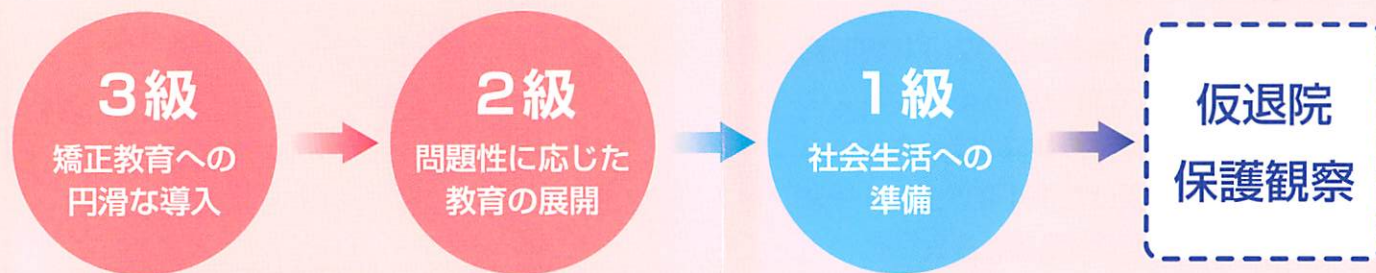 3級
矯正教育への
円滑な導入
2級
問題性に応じた
教育の展開
1級
社会生活への
準備
仮退院
保護観察